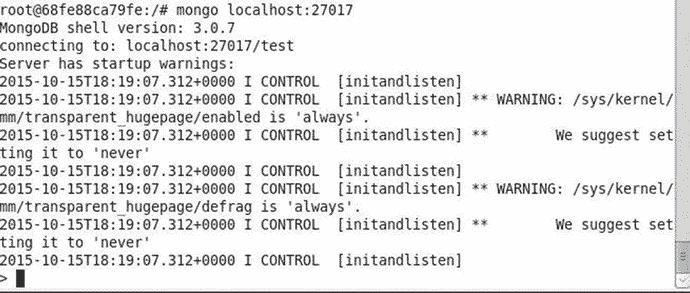 root@68fe88ca79fe:/# mongo localhost:27017
MongoDB shell version: 3.0.7
connecting to: localhost:27017/test
Server has startup warnings:
2015-10-15T18:19:07.312+0000 I CONTROL  [initandlisten]
2015-10-15T18:19:07.312+0000 I CONTROL  [initandlisten] ** WARNING: /sys/kernel/
mm/transparent_hugepage/enabled is 'always'.
2015-10-15T18:19:07.312+0000 I CONTROL  [initandlisten] **        We suggest set
ting it to 'never'
2015-10-15T18:19:07.312+0000 I CONTROL  [initandlisten]
2015-10-15T18:19:07.312+0000 I CONTROL  [initandlisten] ** WARNING: /sys/kernel/
mm/transparent_hugepage/defrag is 'always'.
2015-10-15T18:19:07.312+0000 I CONTROL  [initandlisten] **        We suggest set
ting it to 'never'
2015-10-15T18:19:07.312+0000 I CONTROL  [initandlisten]
>